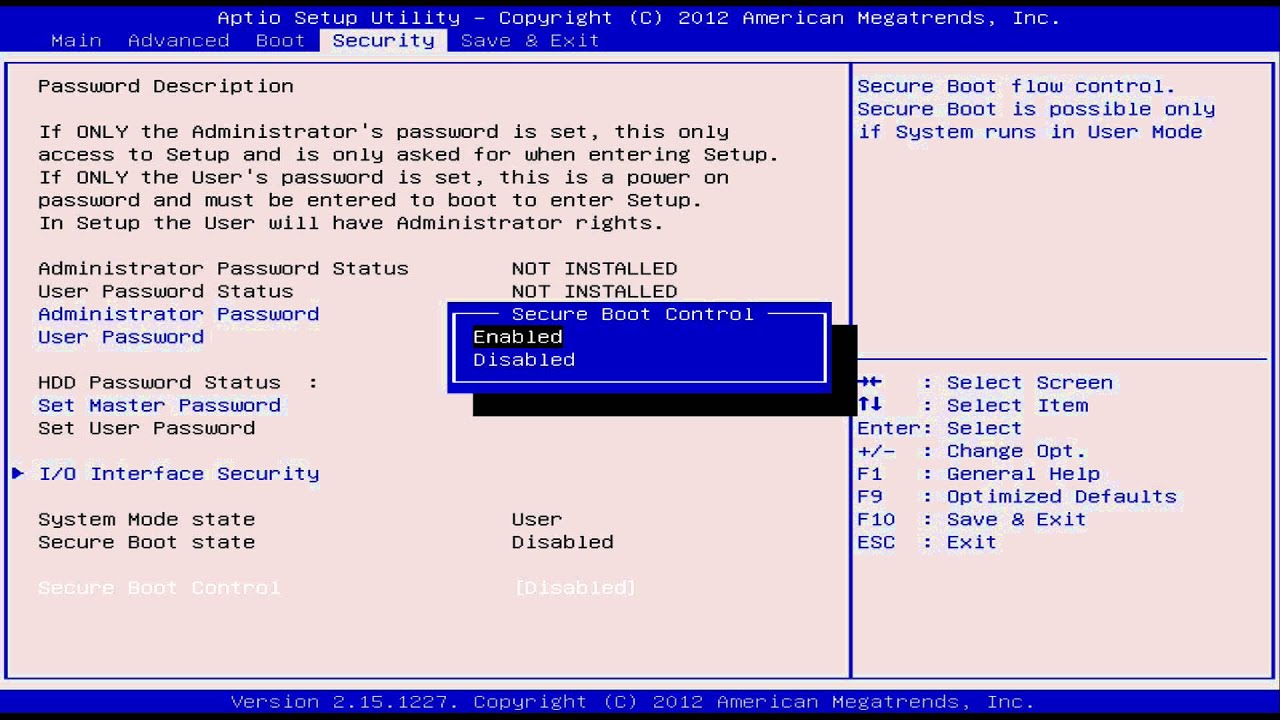 Aptio Setup Utility – Copyright (C) 2012 American Megatrends, Inc.
Main Advanced Boot Security Save & Exit
Password Description
If ONLY the Administrator's password is set, this only
access to Setup and is only asked for when entering Setup.
If ONLY the User's password is set, this is a power on
password and must be entered to boot to enter Setup.
In Setup the User will have Administrator rights.
Administrator Password Status NOT INSTALLED
User Password Status NOT INSTALLED
Administrator Password
User Password
HDD Password Status :
Set Master Password
Set User Password
I/O Interface Security
System Mode state User
Secure Boot state Disabled
Secure Boot Control [Disabled]
Secure Boot Control
Enabled
Disabled
Secure Boot flow control.
Secure Boot is possible only
if System runs in User Mode
→← : Select Screen
↑↓ : Select Item
Enter: Select
+/– : Change Opt.
F1 : General Help
F9 : Optimized Defaults
F10 : Save & Exit
ESC : Exit
Version 2.15.1227. Copyright (C) 2012 American Megatrends, Inc.